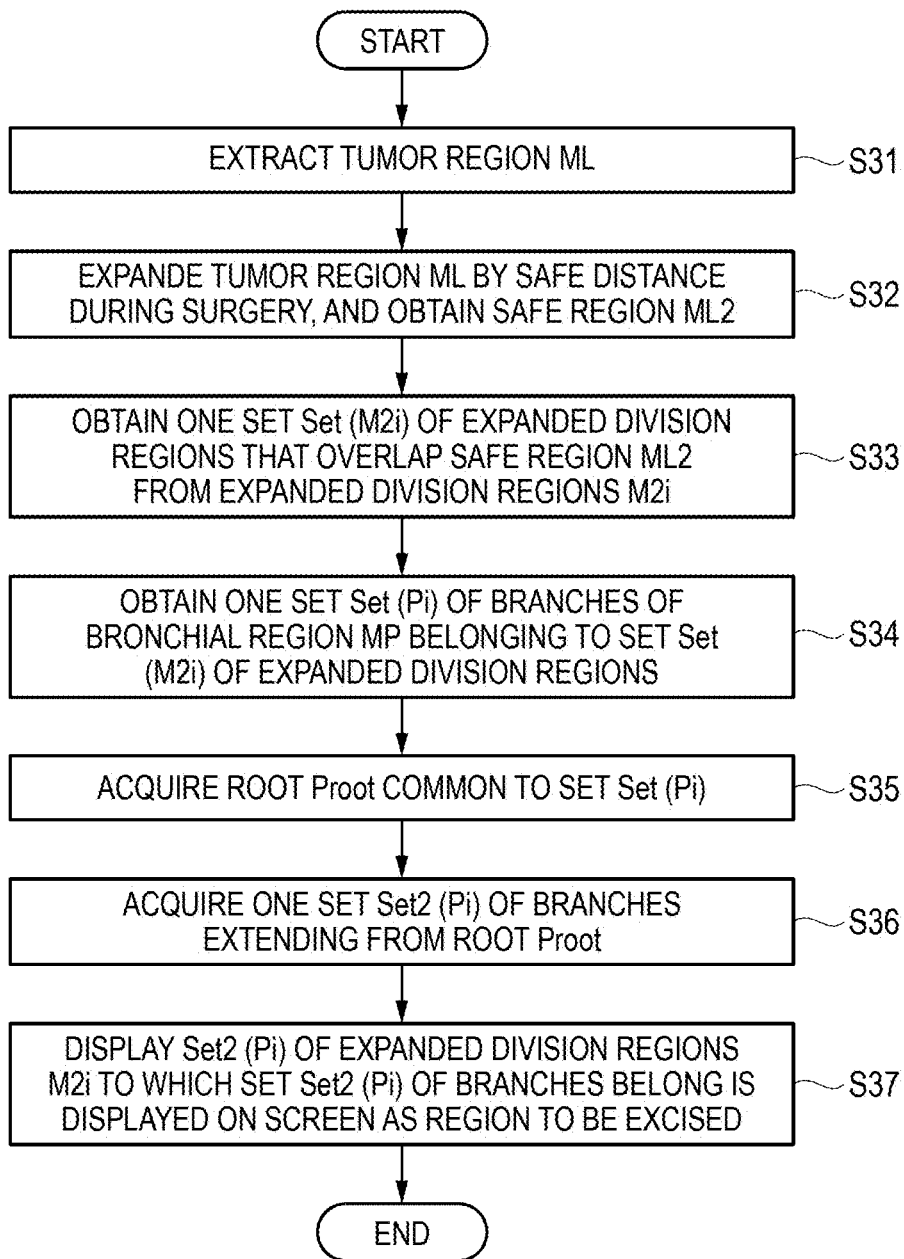 START
EXTRACT TUMOR REGION ML
S31
EXPANDE TUMOR REGION ML BY SAFE DISTANCE
DURING SURGERY, AND OBTAIN SAFE REGION ML2
S32
OBTAIN ONE SET Set (M2i) OF EXPANDED DIVISION
REGIONS THAT OVERLAP SAFE REGION ML2
FROM EXPANDED DIVISION REGIONS M2i
S33
OBTAIN ONE SET Set (Pi) OF BRANCHES OF
BRONCHIAL REGION MP BELONGING TO SET Set
(M2i) OF EXPANDED DIVISION REGIONS
S34
ACQUIRE ROOT Proot COMMON TO SET Set (Pi)
S35
ACQUIRE ONE SET Set2 (Pi) OF BRANCHES
EXTENDING FROM ROOT Proot
S36
DISPLAY Set2 (Pi) OF EXPANDED DIVISION REGIONS
M2i TO WHICH SET Set2 (Pi) OF BRANCHES BELONG IS
DISPLAYED ON SCREEN AS REGION TO BE EXCISED
S37
END